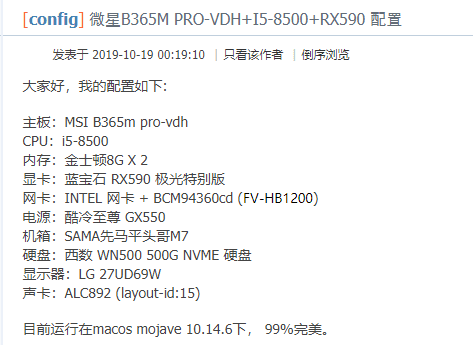 [config] 微星B365M PRO-VDH+I5-8500+RX590 配置
发表于 2019-10-19 00:19:10 | 只看该作者 | 倒序浏览
大家好，我的配置如下：
主板：MSI B365m pro-vdh
CPU：i5-8500
内存：金士顿8G X 2
显卡：蓝宝石 RX590 极光特别版
网卡：INTEL 网卡 + BCM94360cd (FV-HB1200)
电源：酷冷至尊 GX550
机箱：SAMA先马平头哥M7
硬盘：西数 WN500 500G NVME 硬盘
显示器：LG 27UD69W
声卡：ALC892 (layout-id:15)
目前运行在macos mojave 10.14.6下， 99%完美。